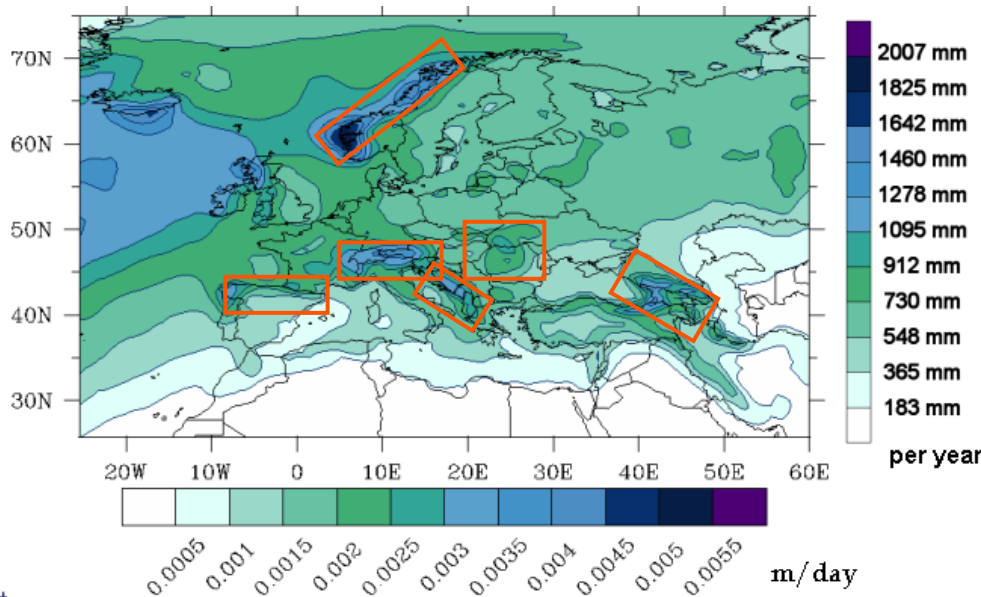 70N
60N
50N
40N
30N
20W 10W 0 10E 20E 30E 40E 50E 60E
2007 mm
1825 mm
1642 mm
1460 mm
1278 mm
1095 mm
912 mm
730 mm
548 mm
365 mm
183 mm
per year
0.0005 0.001 0.0015 0.002 0.0025 0.003 0.0035 0.004 0.0045 0.005 0.0055
m/day